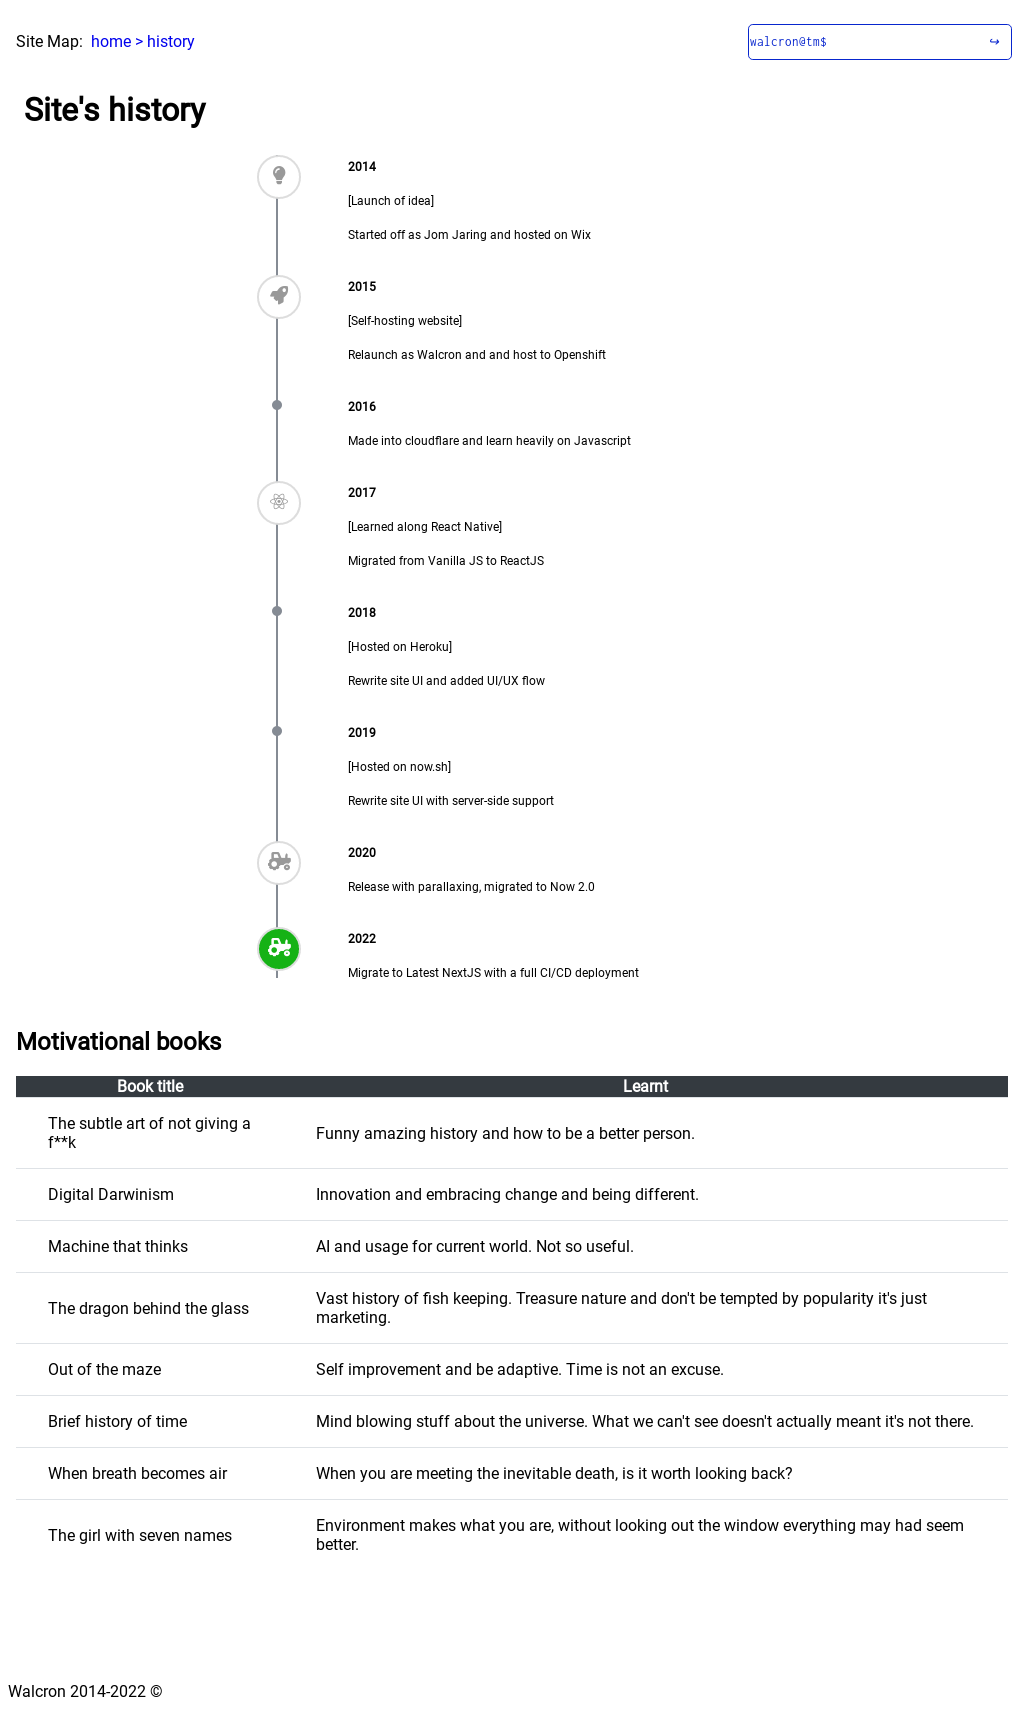 Site Map: home > history
walcron@tm$
Site's history
2014
[Launch of idea]
Started off as Jom Jaring and hosted on Wix
2015
[Self-hosting website]
Relaunch as Walcron and and host to Openshift
2016
Made into cloudflare and learn heavily on Javascript
2017
[Learned along React Native]
Migrated from Vanilla JS to ReactJS
2018
[Hosted on Heroku]
Rewrite site UI and added UI/UX flow
2019
[Hosted on now.sh]
Rewrite site UI with server-side support
2020
Release with parallaxing, migrated to Now 2.0
2022
Migrate to Latest NextJS with a full CI/CD deployment
Motivational books
Book title Learnt
The subtle art of not giving a
f**k
Funny amazing history and how to be a better person.
Digital Darwinism Innovation and embracing change and being different.
Machine that thinks AI and usage for current world. Not so useful.
The dragon behind the glass
Vast history of fish keeping. Treasure nature and don't be tempted by popularity it's just
marketing.
Out of the maze Self improvement and be adaptive. Time is not an excuse.
Brief history of time Mind blowing stuff about the universe. What we can't see doesn't actually meant it's not there.
When breath becomes air When you are meeting the inevitable death, is it worth looking back?
The girl with seven names
Environment makes what you are, without looking out the window everything may had seem
better.
Walcron 2014-2022 ©